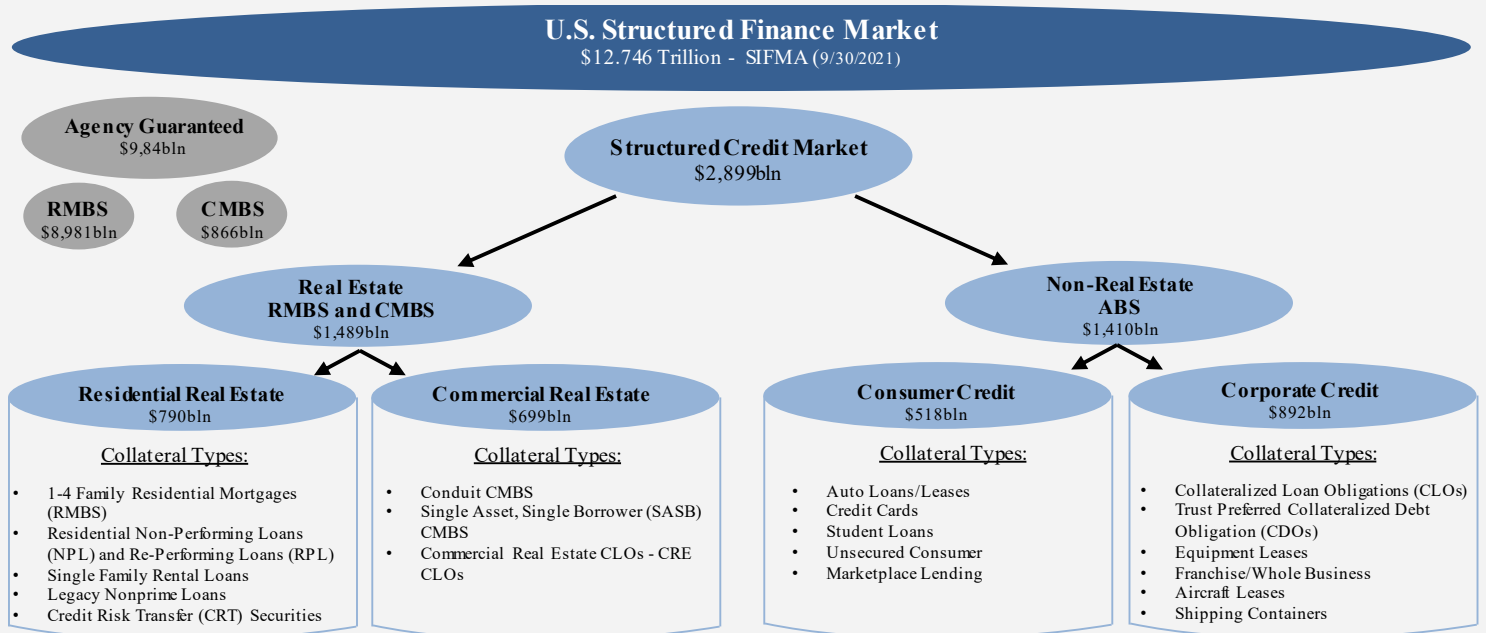 U.S. Structured Finance Market
$12.746 Trillion - SIFMA (9/30/2021)
Agency Guaranteed
$9,84bln
RMBS
$8,981bln
CMBS
$866bln
Structured Credit Market
$2,899bln
Real Estate
RMBS and CMBS
$1,489bln
Non-Real Estate
ABS
$1,410bln
Residential Real Estate
$790bln
Collateral Types:
• 1-4 Family Residential Mortgages
(RMBS)
• Residential Non-Performing Loans
(NPL) and Re-Performing Loans (RPL)
• Single Family Rental Loans
• Legacy Nonprime Loans
• Credit Risk Transfer (CRT) Securities
Commercial Real Estate
$699bln
Collateral Types:
• Conduit CMBS
• Single Asset, Single Borrower (SASB)
CMBS
• Commercial Real Estate CLOs - CRE
CLOs
Consumer Credit
$518bln
Collateral Types:
• Auto Loans/Leases
• Credit Cards
• Student Loans
• Unsecured Consumer
• Marketplace Lending
Corporate Credit
$892bln
Collateral Types:
• Collateralized Loan Obligations (CLOs)
• Trust Preferred Collateralized Debt
Obligation (CDOs)
• Equipment Leases
• Franchise/Whole Business
• Aircraft Leases
• Shipping Containers